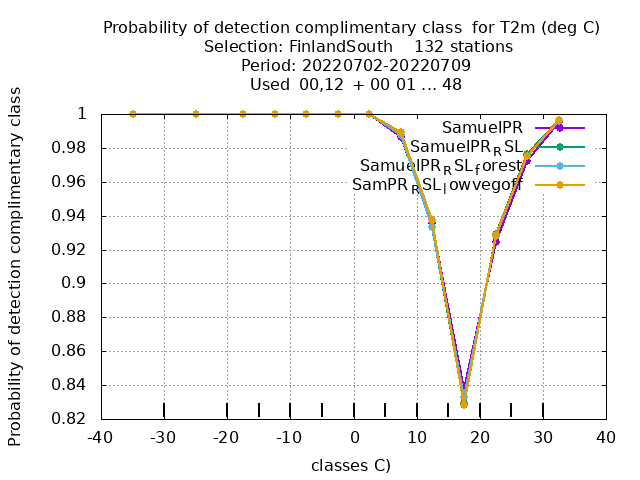 Probability of detection complimentary class for T2m (deg C)
Selection: FinlandSouth 132 stations
Period: 20220702-20220709
Used 00,12 + 00 01 ... 48
Probability of detection complimentary class
1
0.98
0.96
0.94
0.92
0.9
0.88
0.86
0.84
0.82
SamuelPR
SamuelPR_RSL
SamuelPR_RSL_forest
SamPR_RSL_lowvegoff
-40 -30 -20 -10 0 10 20 30 40
classes C)